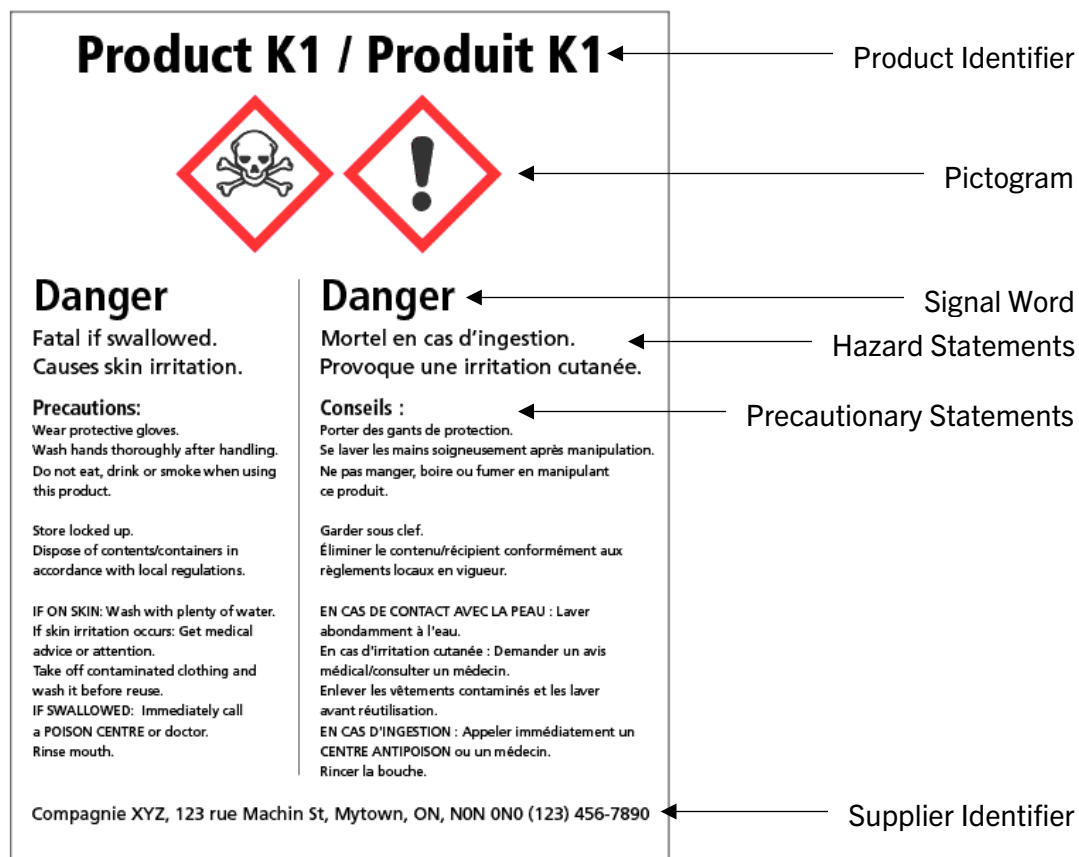 Product K1 / Produit K1
Product Identifier
Pictogram
Danger
Fatal if swallowed.
Causes skin irritation.
Precautions:
Wear protective gloves.
Wash hands thoroughly after handling.
Do not eat, drink or smoke when using
this product.
Store locked up.
Dispose of contents/containers in
accordance with local regulations.
IF ON SKIN: Wash with plenty of water.
If skin irritation occurs: Get medical
advice or attention.
Take off contaminated clothing and
wash it before reuse.
IF SWALLOWED: Immediately call
a POISON CENTRE or doctor.
Rinse mouth.
Danger
Mortel en cas d'ingestion.
Provoque une irritation cutanée.
Conseils :
Porter des gants de protection.
Se laver les mains soigneusement après manipulation.
Ne pas manger, boire ou fumer en manipulant
ce produit.
Garder sous clef.
Éliminer le contenu/récipient conformément aux
règlements locaux en vigueur.
EN CAS DE CONTACT AVEC LA PEAU : Laver
abondamment à l'eau.
En cas d'irritation cutanée : Demander un avis
médical/consulter un médecin.
Enlever les vêtements contaminés et les laver
avant réutilisation.
EN CAS D'INGESTION : Appeler immédiatement un
CENTRE ANTIPOISON ou un médecin.
Rincer la bouche.
Signal Word
Hazard Statements
Precautionary Statements
Compagnie XYZ, 123 rue Machin St, Mytown, ON, N0N 0N0 (123) 456-7890
Supplier Identifier